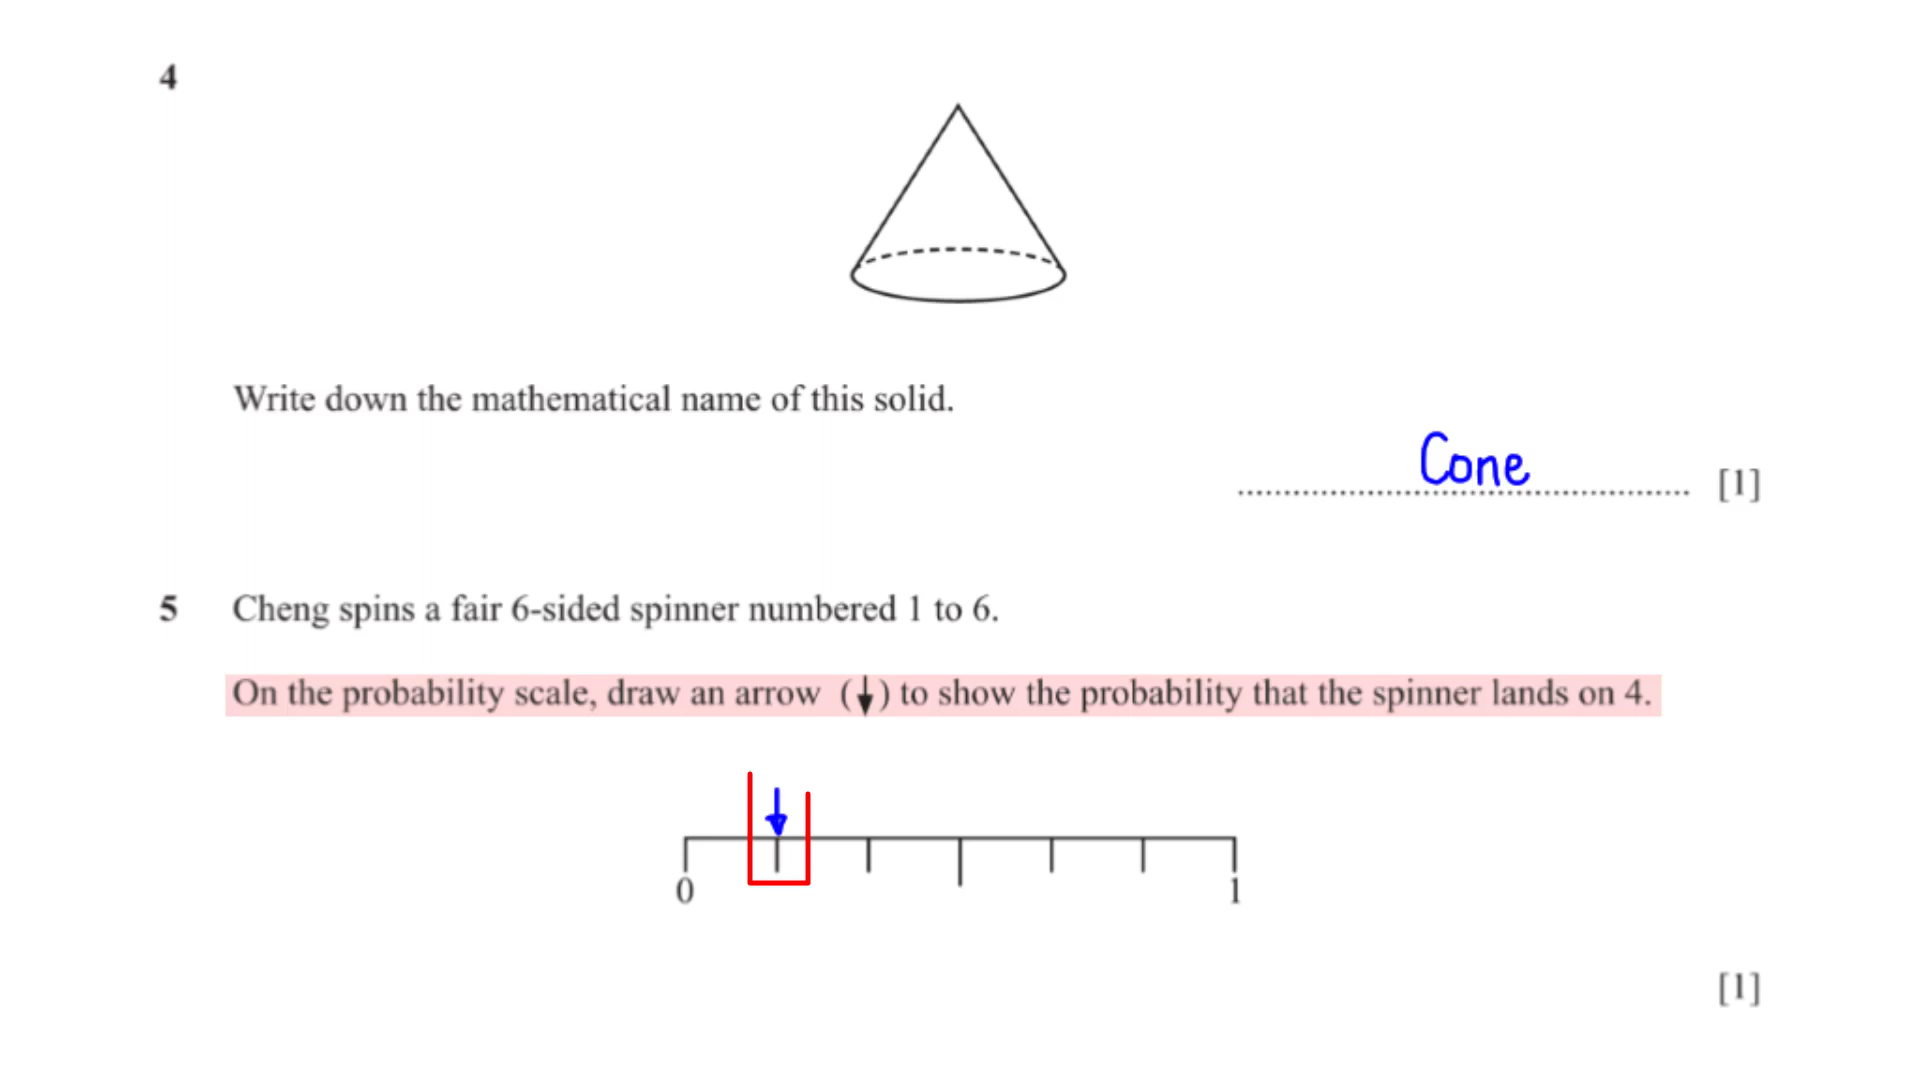 4
Write down the mathematical name of this solid.
Cone
.................................................. [1]
5 Cheng spins a fair 6-sided spinner numbered 1 to 6.
On the probability scale, draw an arrow (↓) to show the probability that the spinner lands on 4.
0 1
[1]